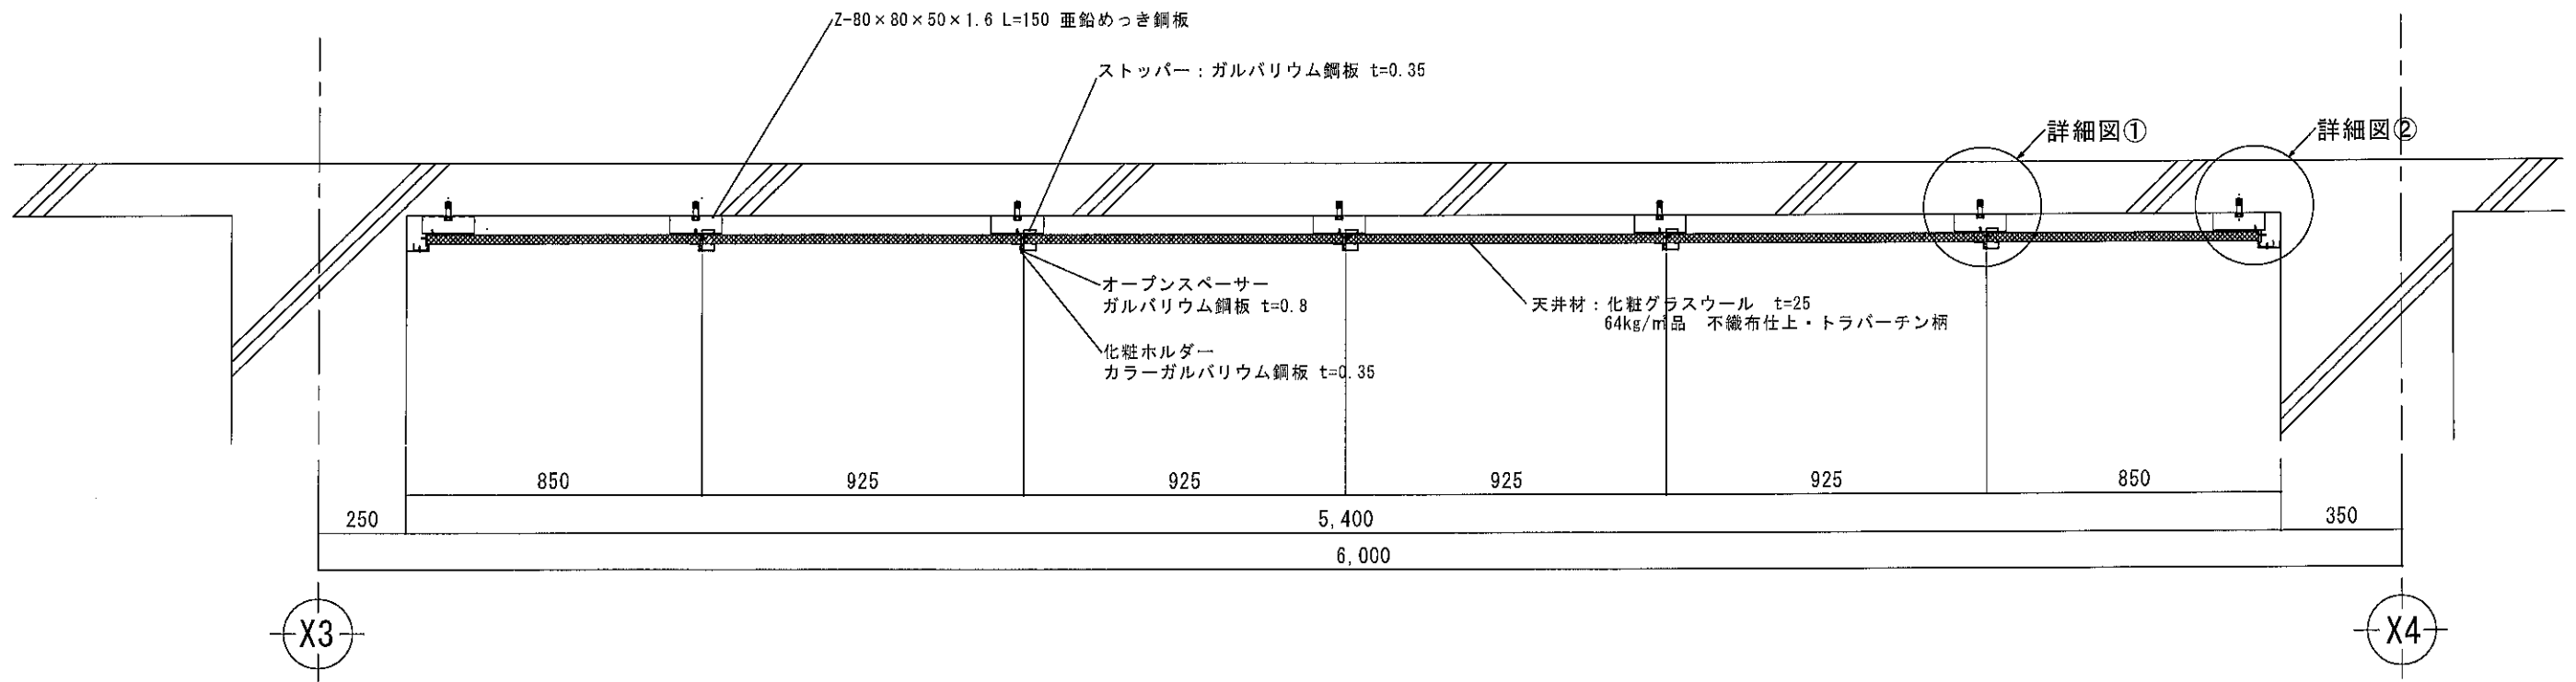 Z-80×80×50×1.6 L=150 亜鉛めっき鋼板
ストッパー：ガルバリウム鋼板 t=0.35
詳細図①
詳細図②
オープンスペーサー
ガルバリウム鋼板 t=0.8
化粧ホルダー
カラーガルバリウム鋼板 t=0.35
天井材：化粧グラスウール t=25
64kg/㎥品 不織布仕上・トラバーチン柄
850
925
925
925
925
850
250
5,400
350
6,000
X3
X4